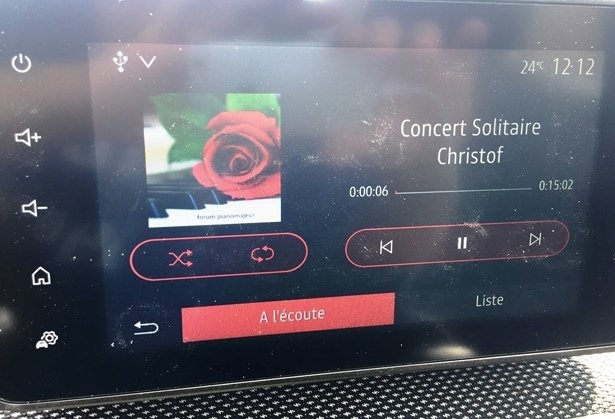 24°C 12·12
Concert Solitaire
Christof
0:00:06
0:15:02
forum pianomajeur
A l'écoute
Liste